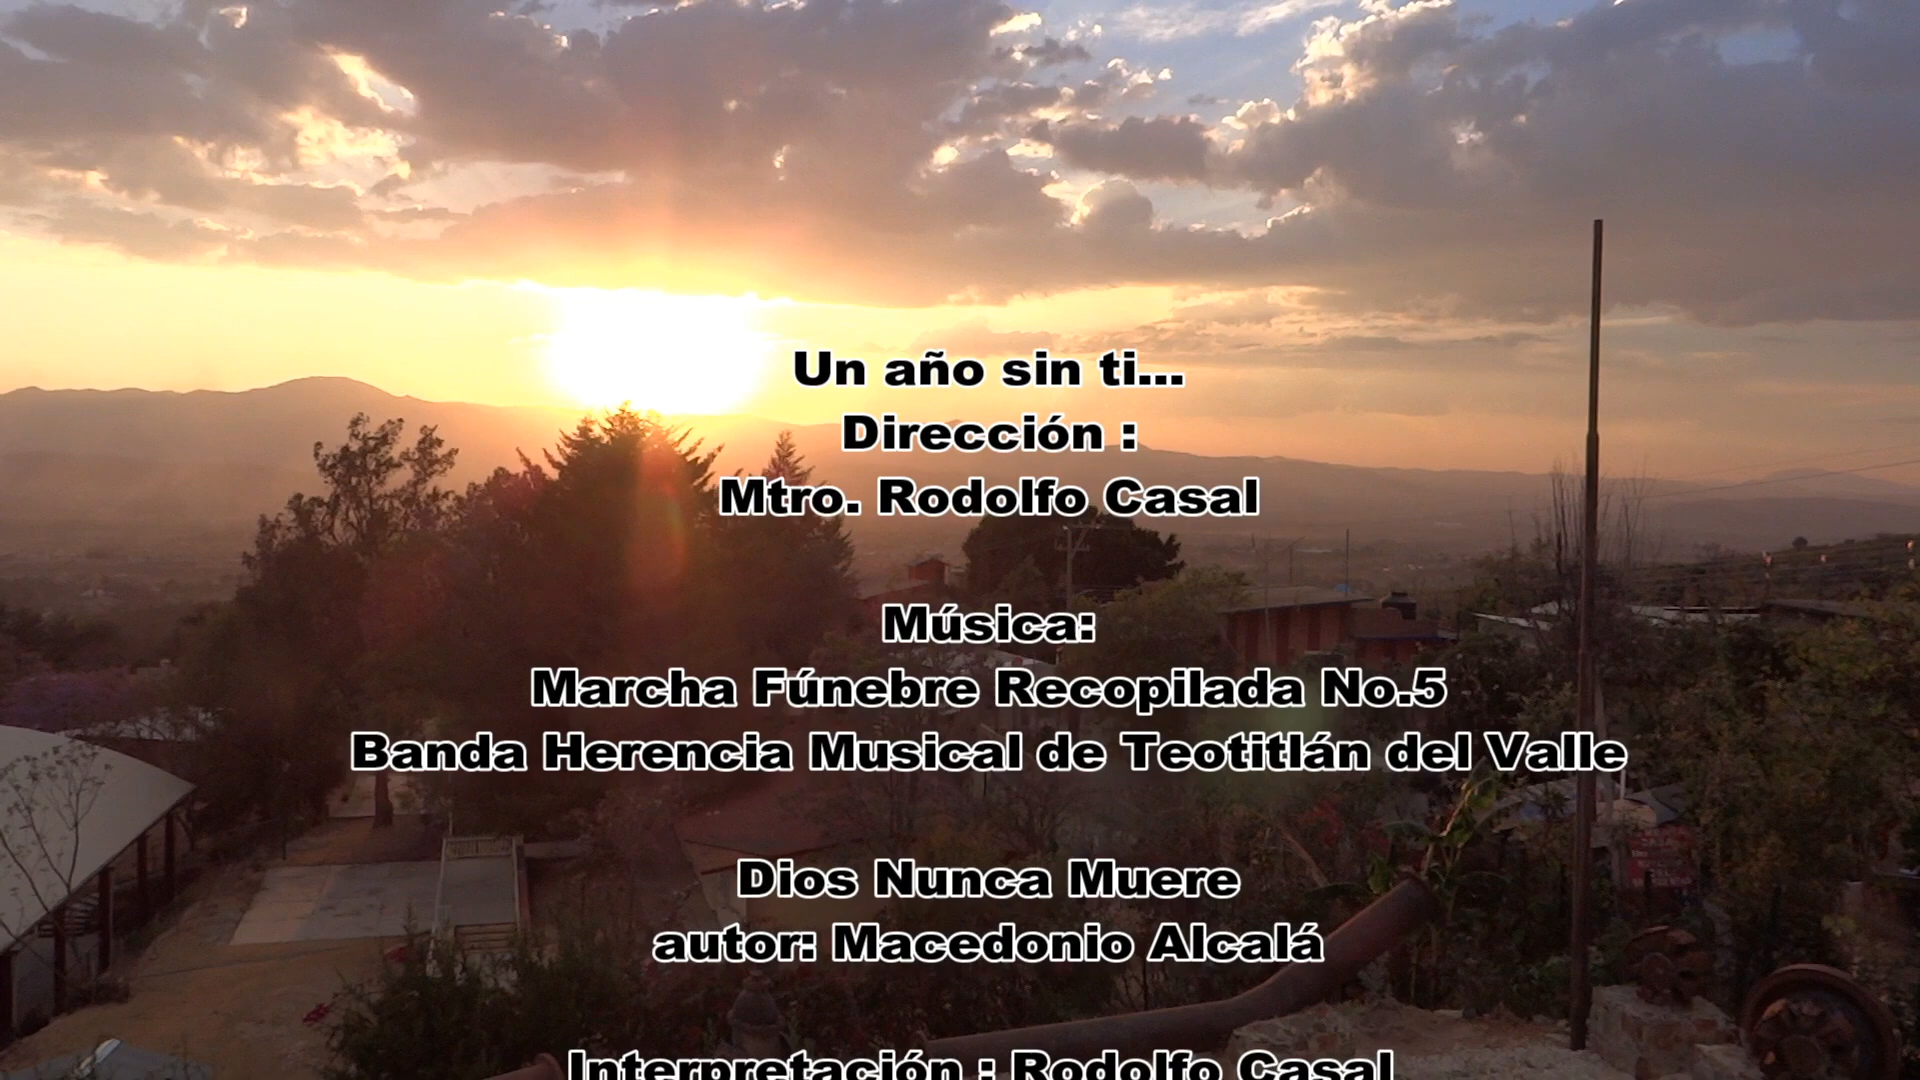 Un año sin ti...
Dirección :
Mtro. Rodolfo Casal
Música:
Marcha Fúnebre Recopilada No.5
Banda Herencia Musical de Teotitlán del Valle
Dios Nunca Muere
autor: Macedonio Alcalá
Interpretación : Rodolfo Casal